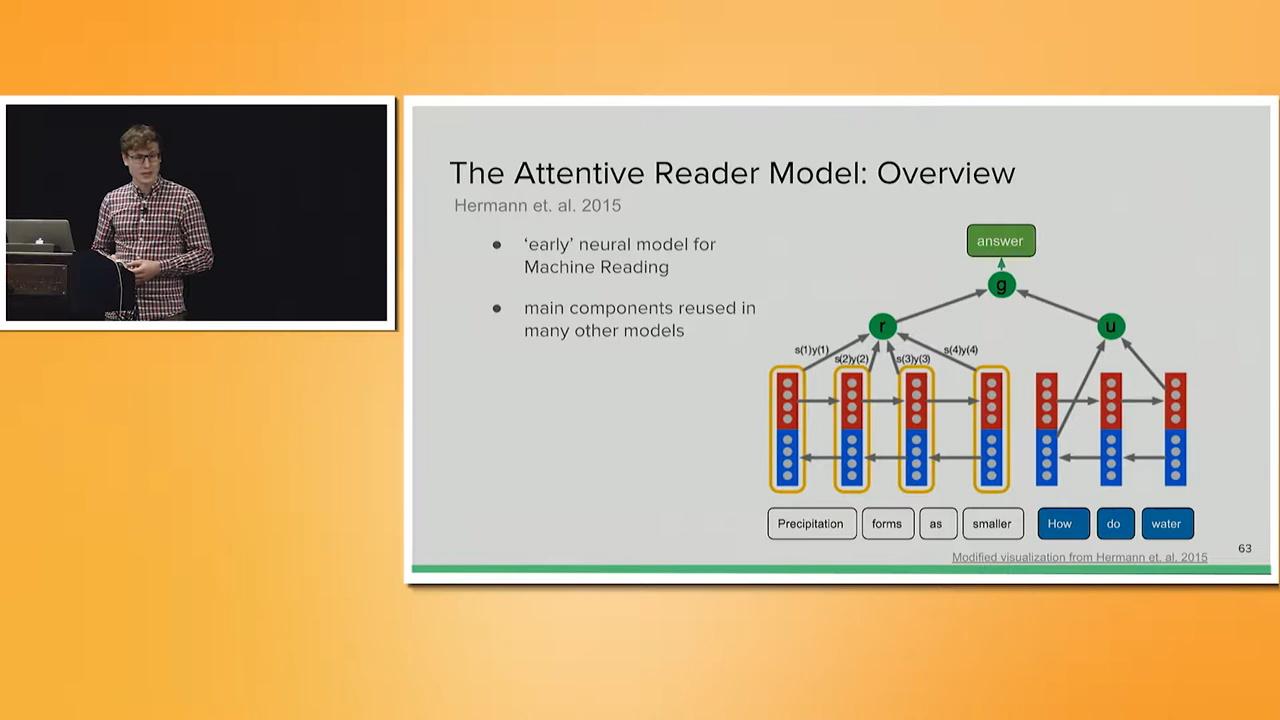 The Attentive Reader Model: Overview
Hermann et. al. 2015
● ‘early’ neural model for
Machine Reading
● main components reused in
many other models
answer
g
r
u
s(1)y(1)
s(2)y(2)
s(3)y(3)
s(4)y(4)
Precipitation forms as smaller How do water
63
Modified visualization from Hermann et. al. 2015